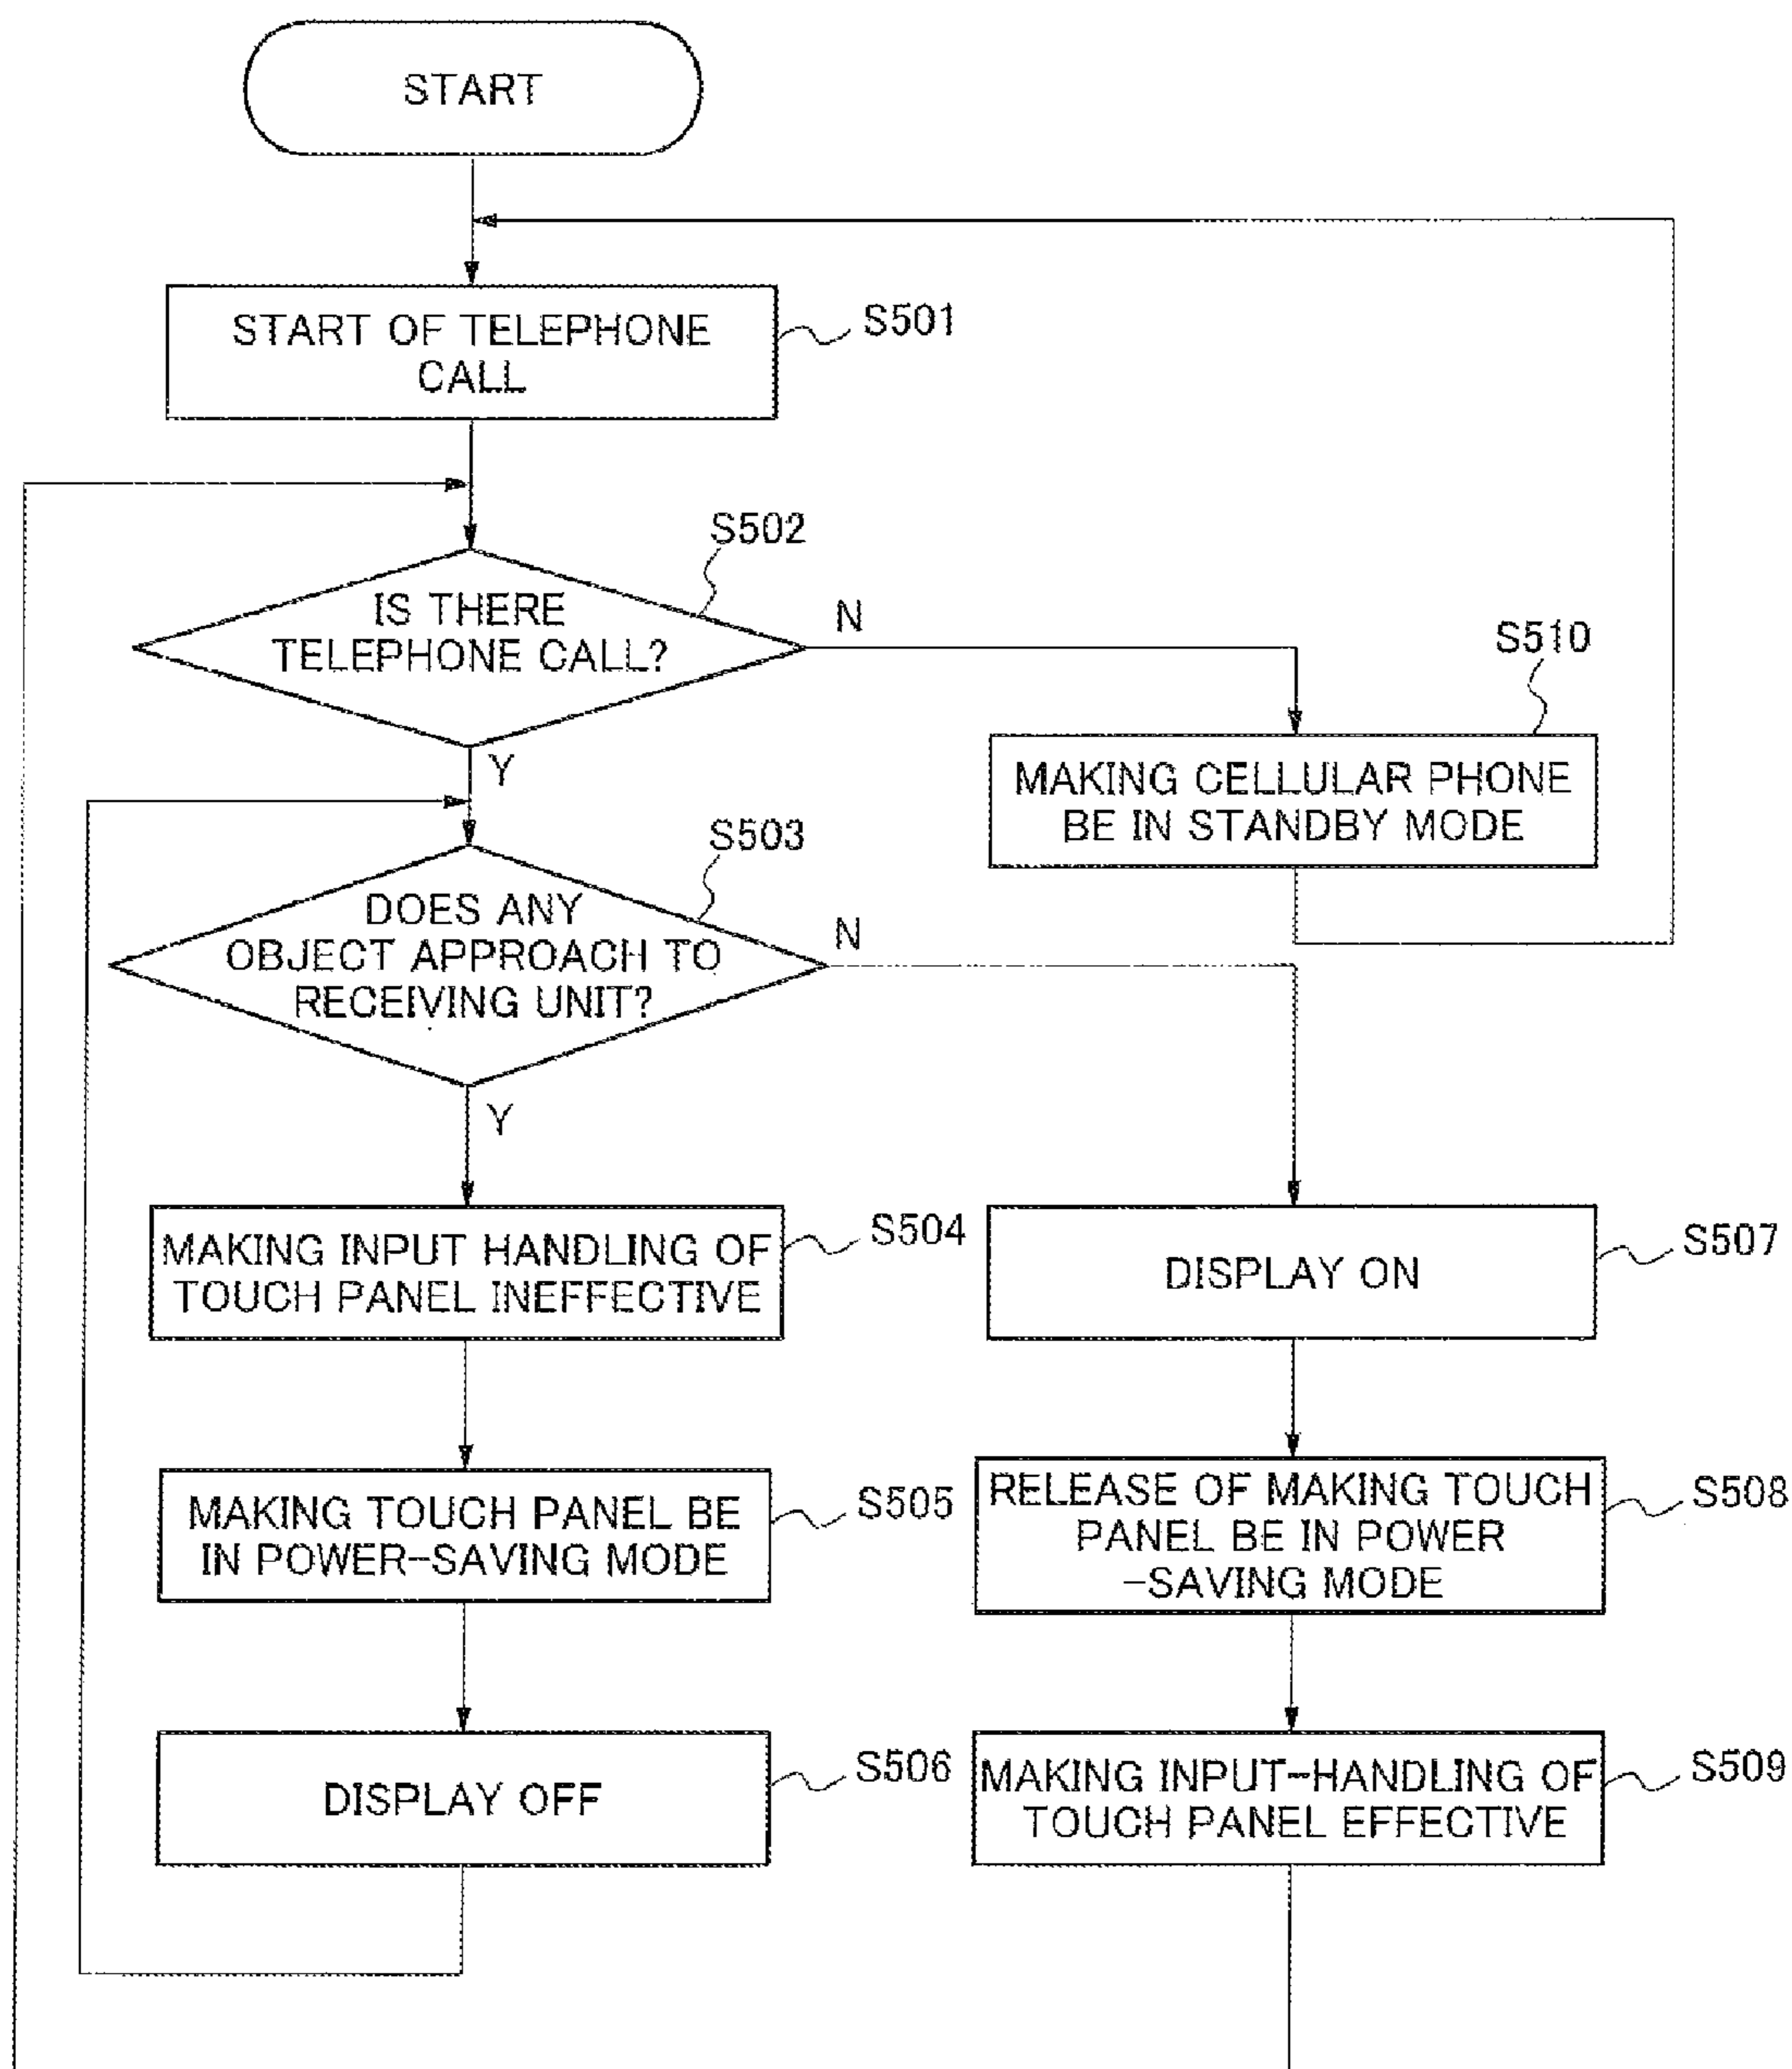 START
START OF TELEPHONE
CALL
S501
S502
IS THERE
TELEPHONE CALL?
N
Y
S510
MAKING CELLULAR PHONE
BE IN STANDBY MODE
S503
DOES ANY
OBJECT APPROACH TO
RECEIVING UNIT?
N
Y
MAKING INPUT HANDLING OF
TOUCH PANEL INEFFECTIVE
S504
DISPLAY ON
S507
MAKING TOUCH PANEL BE
IN POWER-SAVING MODE
S505
RELEASE OF MAKING TOUCH
PANEL BE IN POWER
-SAVING MODE
S508
DISPLAY OFF
S506
MAKING INPUT-HANDLING OF
TOUCH PANEL EFFECTIVE
S509